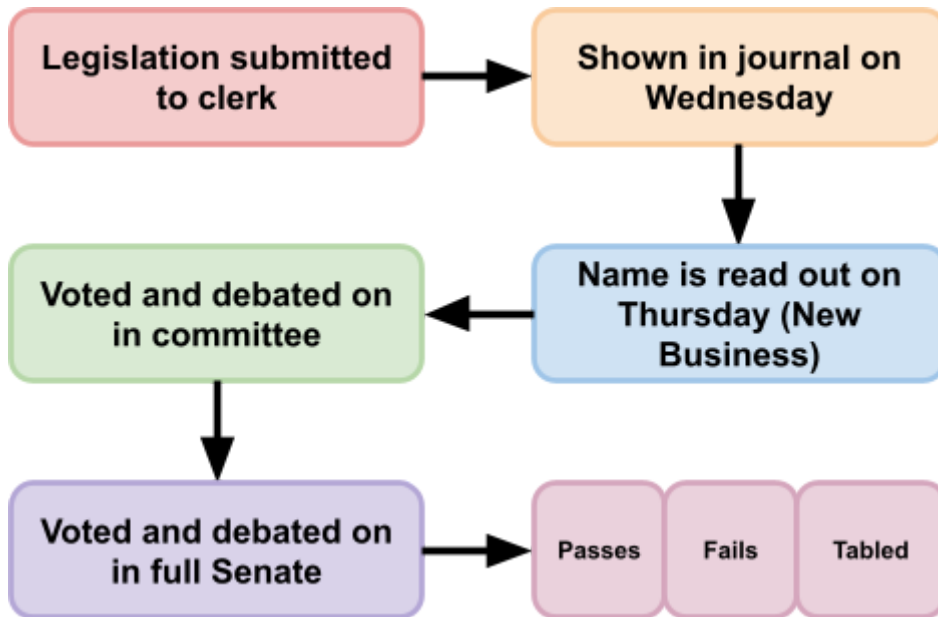 Legislation submitted
to clerk
Shown in journal on
Wednesday
Name is read out on
Thursday (New
Business)
Voted and debated on
in committee
Voted and debated on
in full Senate
Passes
Fails
Tabled